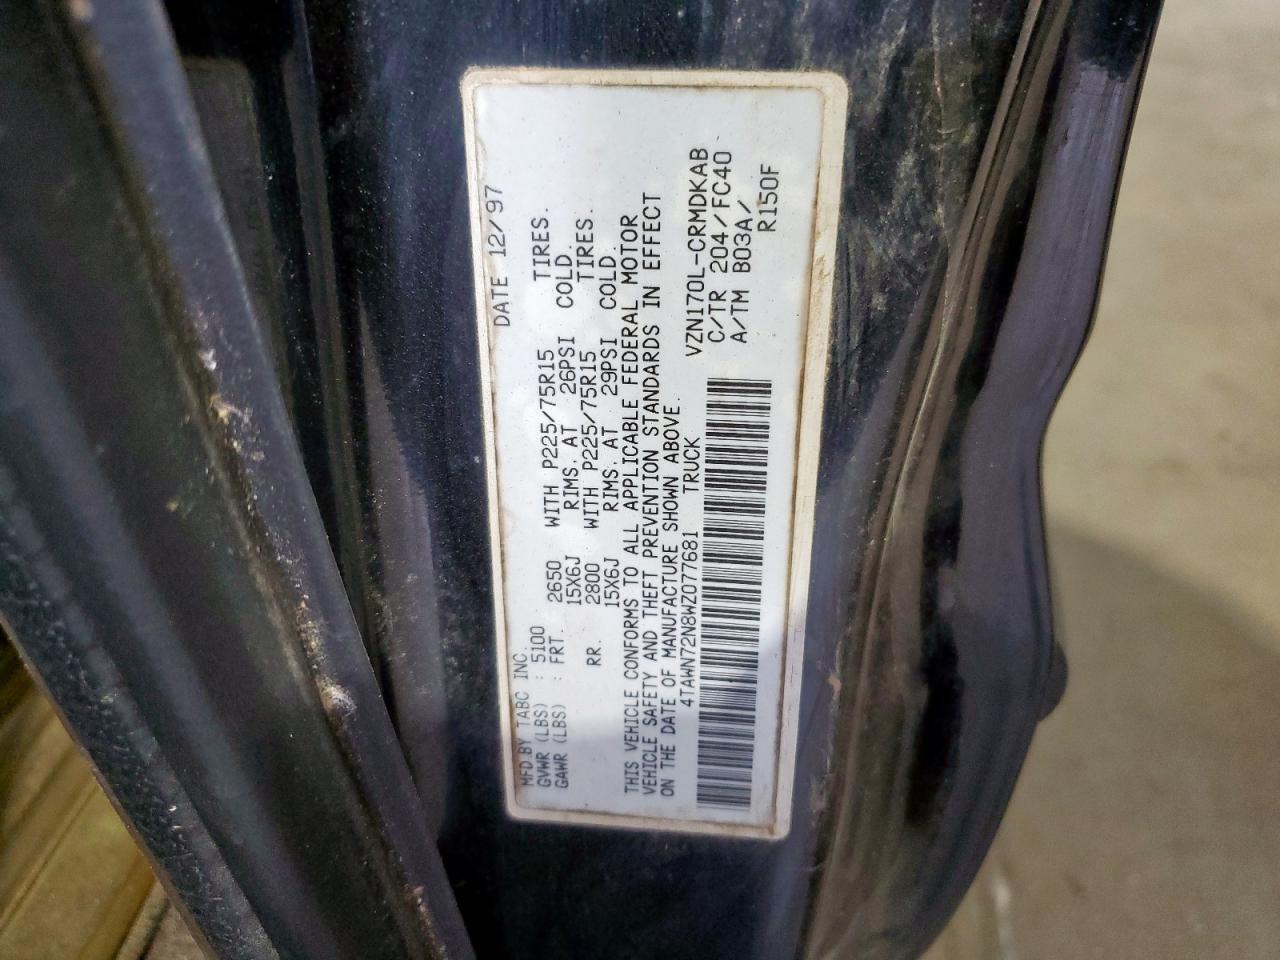 MFD.BY TABC INC. DATE 12/97
GVWR (LBS) : 5100
GAWR (LBS) : FRT. 2650 WITH P225/75R15 TIRES.
15X6J RIMS. AT 26PSI COLD.
RR. 2800 WITH P225/75R15 TIRES.
15X6J RIMS. AT 29PSI COLD.
THIS VEHICLE CONFORMS TO ALL APPLICABLE FEDERAL MOTOR
VEHICLE SAFETY AND THEFT PREVENTION STANDARDS IN EFFECT
ON THE DATE OF MANUFACTURE SHOWN ABOVE.
4TAWN72N8WZ077681 TRUCK
VZN170L-CRMDKAB
C/TR 204/FC40
A/TM B03A/
R150F